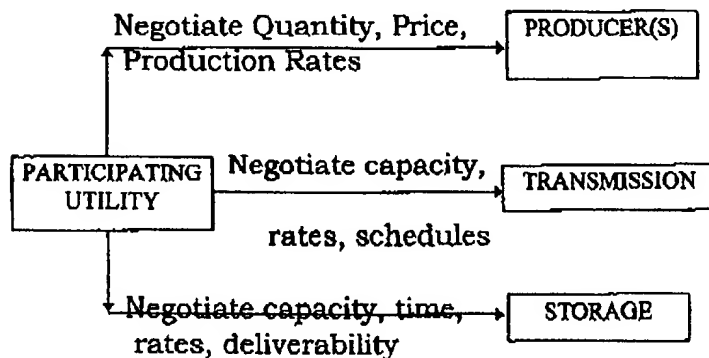 Negotiate Quantity, Price,
Production Rates
PRODUCER(S)
PARTICIPATING
UTILITY
Negotiate capacity,
rates, schedules
TRANSMISSION
Negotiate capacity, time,
rates, deliverability
STORAGE